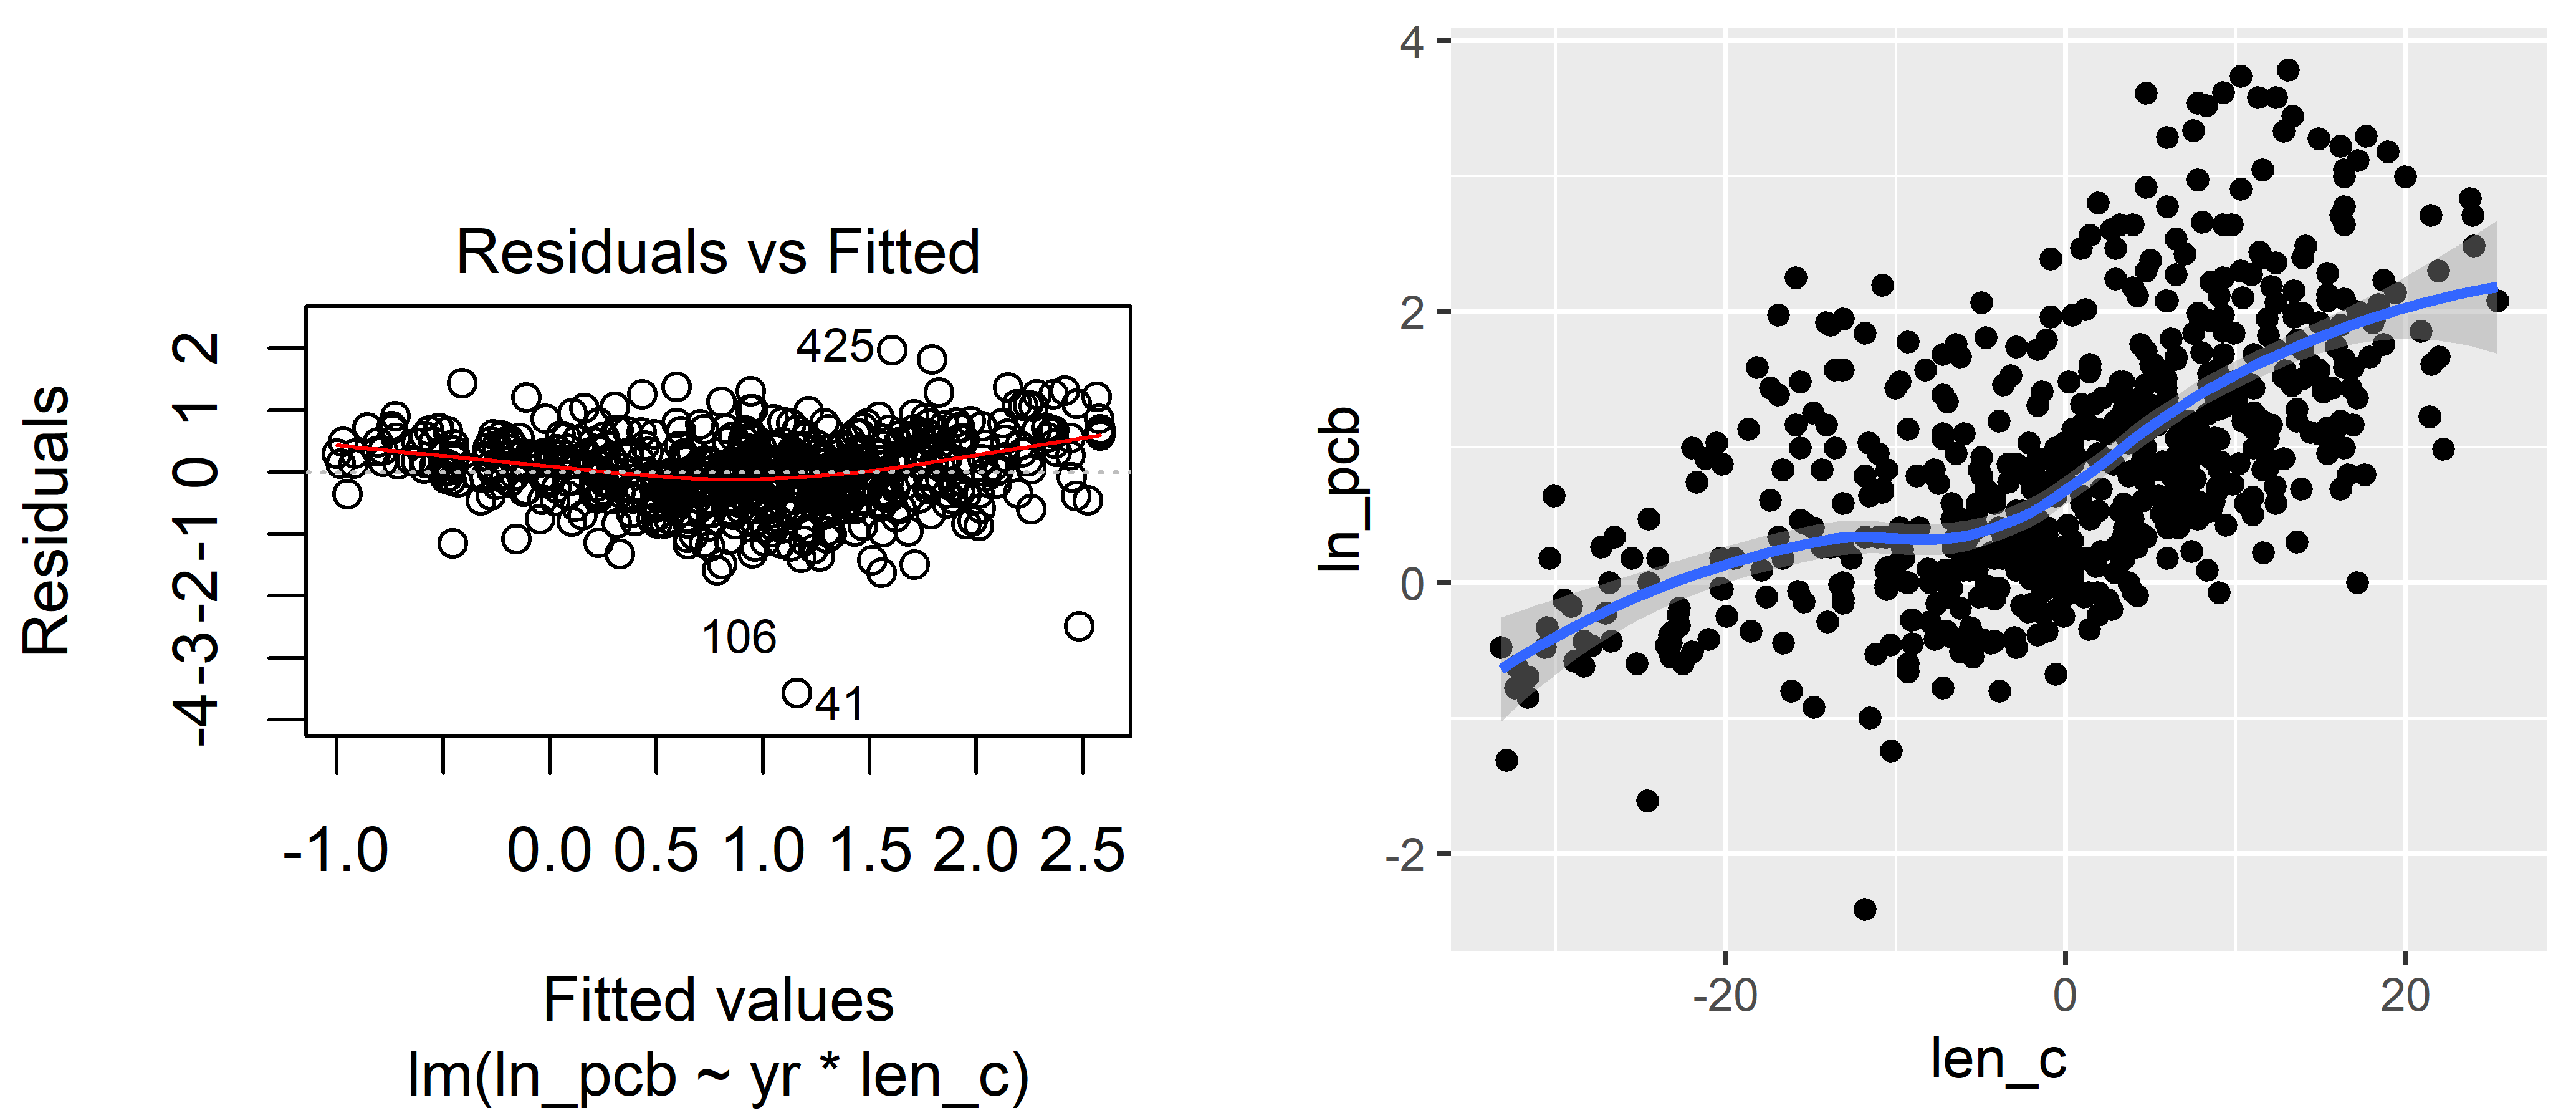 Residuals vs Fitted
Residuals
2
1
0
-1
-2
-3
-4
425
106
41
-1.0 0.0 0.5 1.0 1.5 2.0 2.5
Fitted values
lm(ln_pcb ~ yr * len_c)
ln_pcb
4
2
0
-2
-20 0 20
len_c